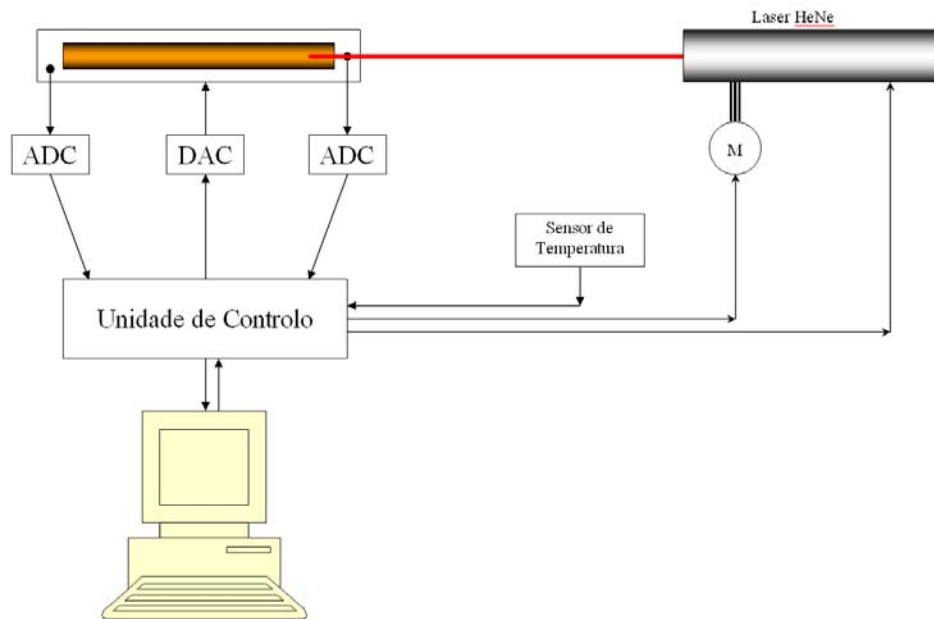 Laser HeNe
ADC
DAC
ADC
M
Sensor de
Temperatura
Unidade de Controlo